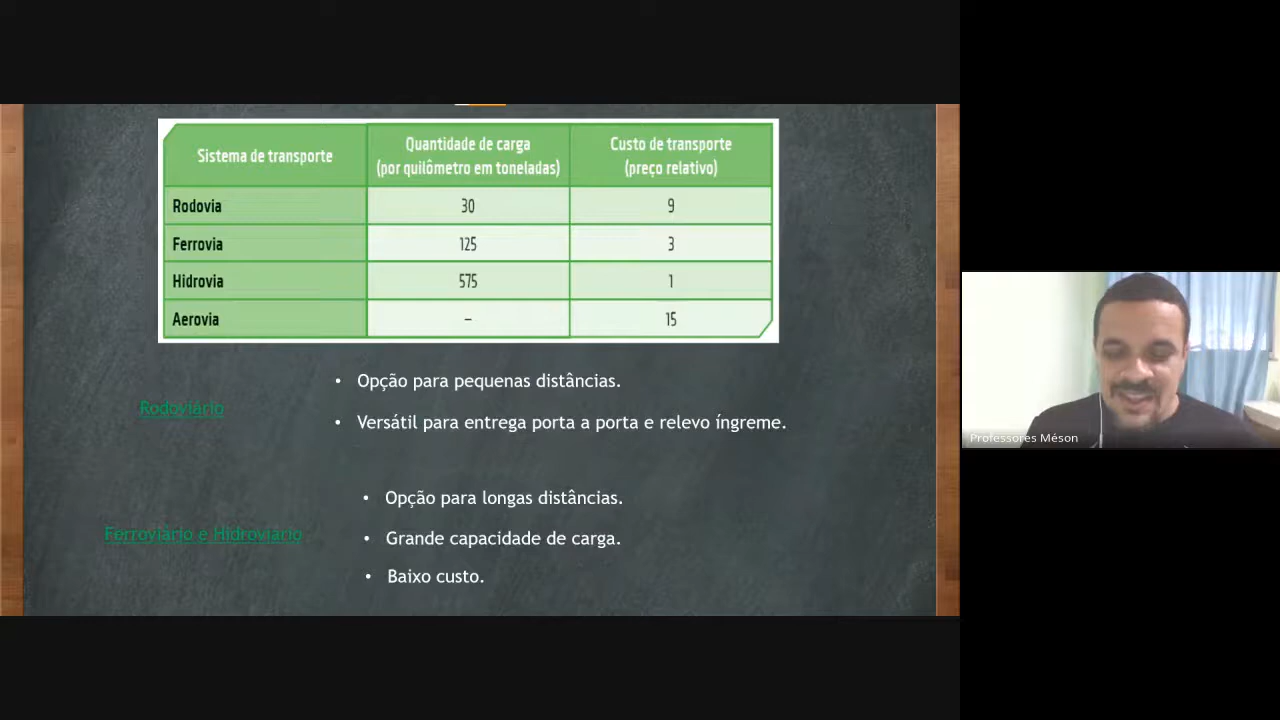 Sistema de transporte
Quantidade de carga
(por quilômetro em toneladas)
Custo de transporte
(preço relativo)
Rodovia 30 9
Ferrovia 125 3
Hidrovia 575 1
Aerovia – 15
• Opção para pequenas distâncias.
Rodoviário
• Versátil para entrega porta a porta e relevo íngreme.
• Opção para longas distâncias.
Ferroviário e Hidroviário
• Grande capacidade de carga.
• Baixo custo.
Professores Méson